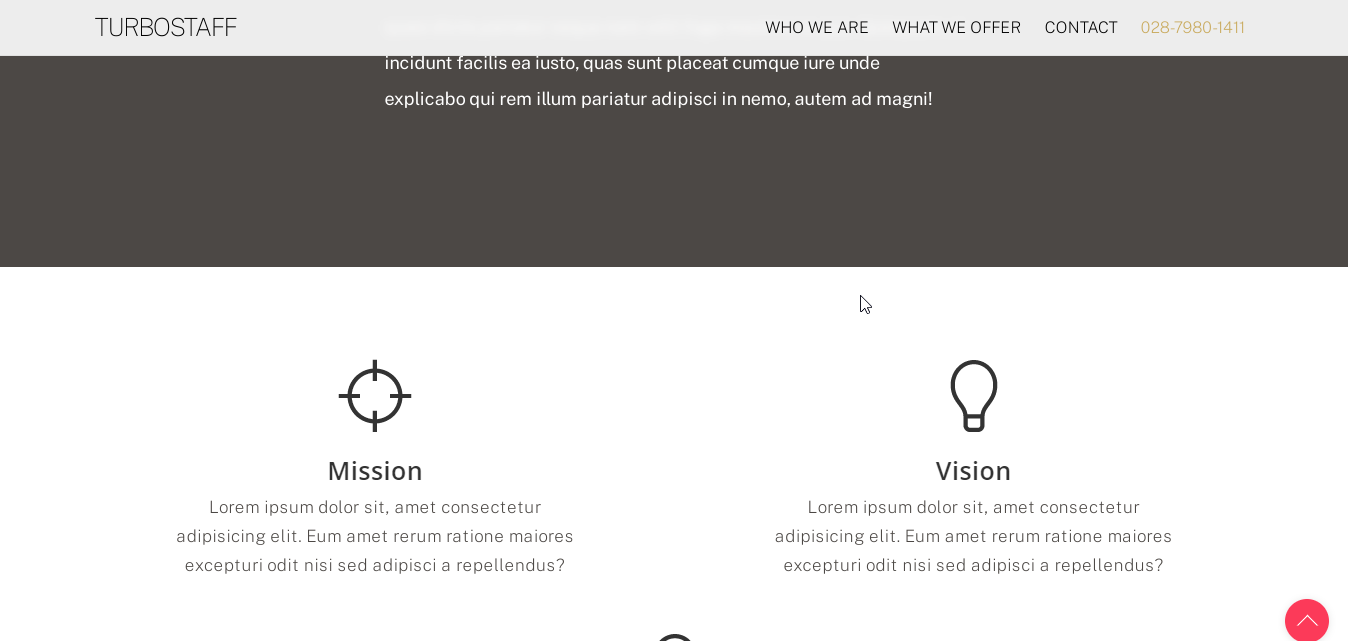 TURBOSTAFF
WHO WE ARE
WHAT WE OFFER
CONTACT
028-7980-1411
incidunt facilis ea iusto, quas sunt placeat cumque iure unde
explicabo qui rem illum pariatur adipisci in nemo, autem ad magni!
Mission
Lorem ipsum dolor sit, amet consectetur
adipisicing elit. Eum amet rerum ratione maiores
excepturi odit nisi sed adipisci a repellendus?
Vision
Lorem ipsum dolor sit, amet consectetur
adipisicing elit. Eum amet rerum ratione maiores
excepturi odit nisi sed adipisci a repellendus?